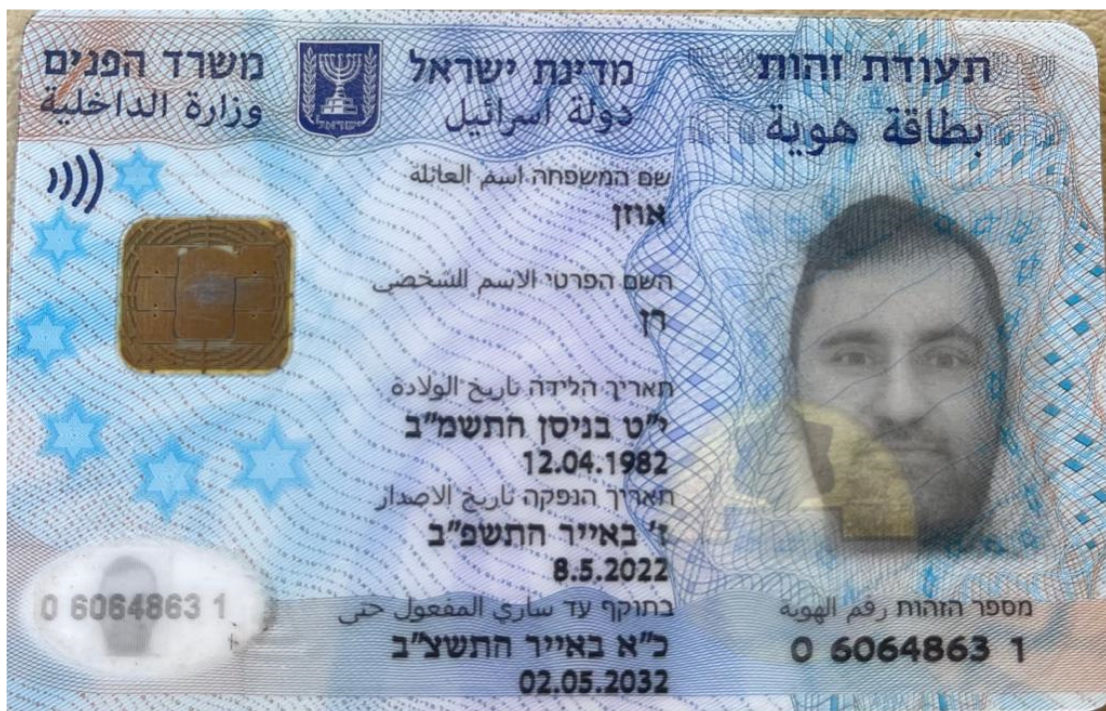 תעודת זהות
بطاقة هوية
מדינת ישראל
دولة اسرائيل
משרד הפנים
وزارة الداخلية
ישראל
שם המשפחה اسم العائلة
אוזן
השם הפרטי الاسم الشخصي
רן
תאריך הלידה تاريخ الولادة
י"ט בניסן התשמ"ב
12.04.1982
תאריך הנפקה تاريخ الاصدار
ז' באייר התשפ"ב
8.5.2022
בתוקף עד ساري المفعول حتى
כ"א באייר התשצ"ב
02.05.2032
מספר הזהות رقم الهوية
0 6064863 1
0 6064863 1